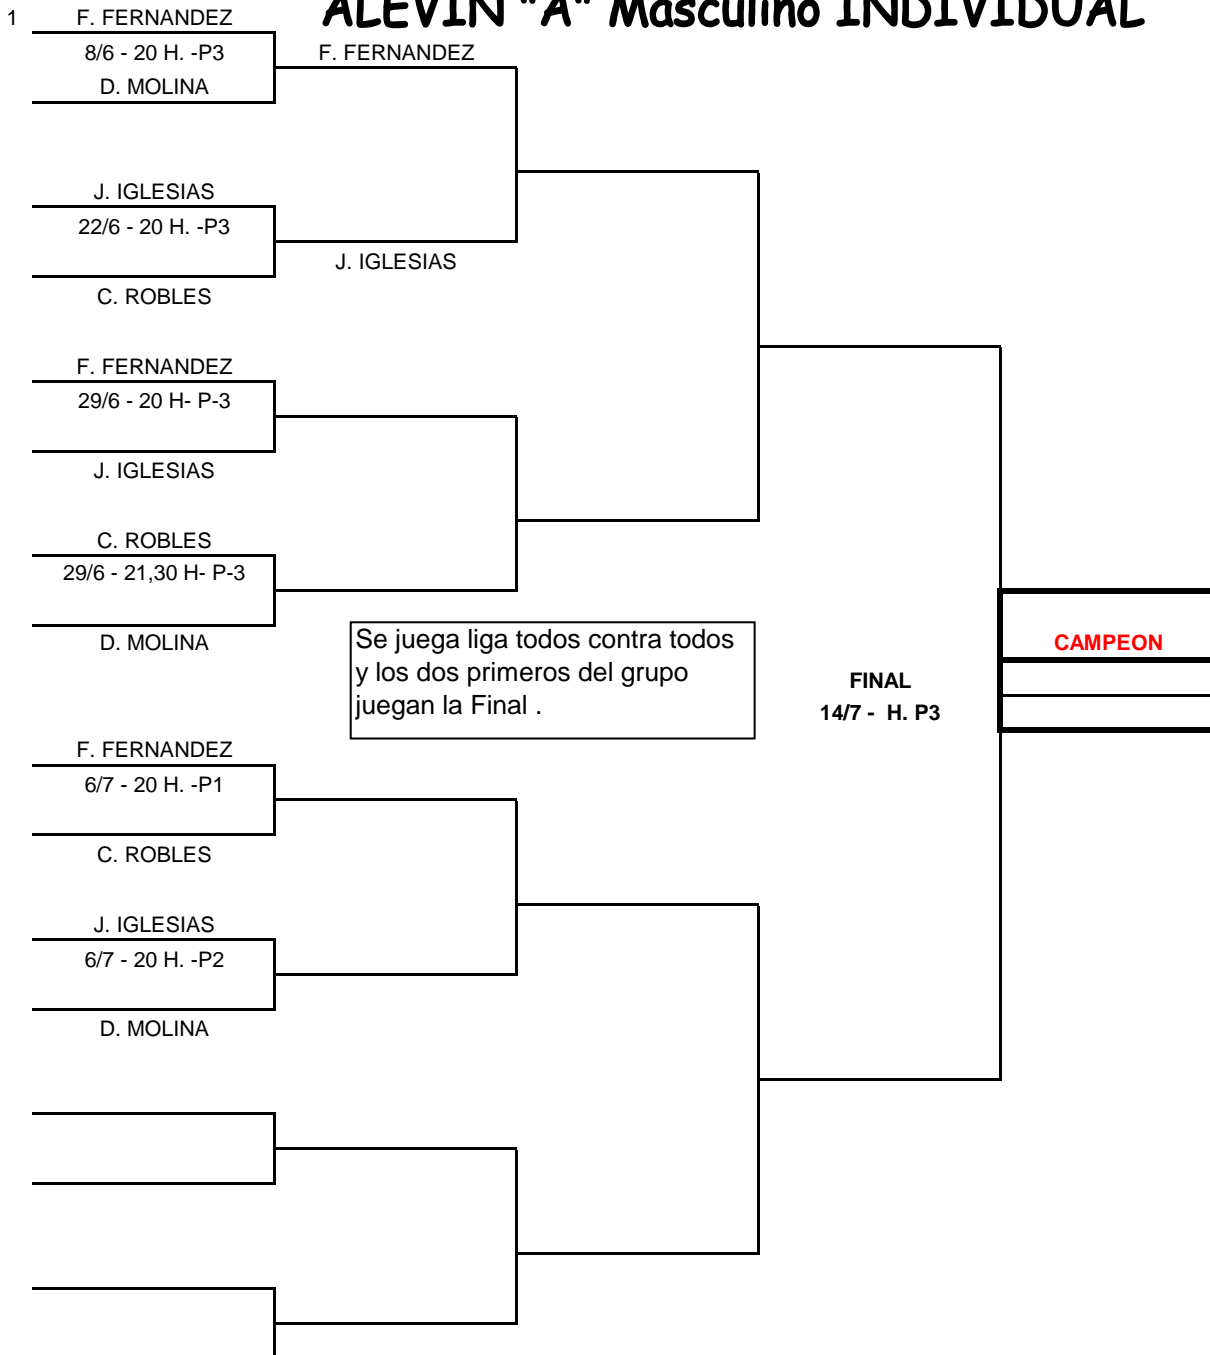 ALEVIN "A" Masculino INDIVIDUAL
1 F. FERNANDEZ
8/6 - 20 H. -P3
F. FERNANDEZ
D. MOLINA
J. IGLESIAS
22/6 - 20 H. -P3
J. IGLESIAS
C. ROBLES
F. FERNANDEZ
29/6 - 20 H- P-3
J. IGLESIAS
C. ROBLES
29/6 - 21,30 H- P-3
D. MOLINA
Se juega liga todos contra todos
y los dos primeros del grupo
juegan la Final .
CAMPEON
FINAL
14/7 - H. P3
F. FERNANDEZ
6/7 - 20 H. -P1
C. ROBLES
J. IGLESIAS
6/7 - 20 H. -P2
D. MOLINA